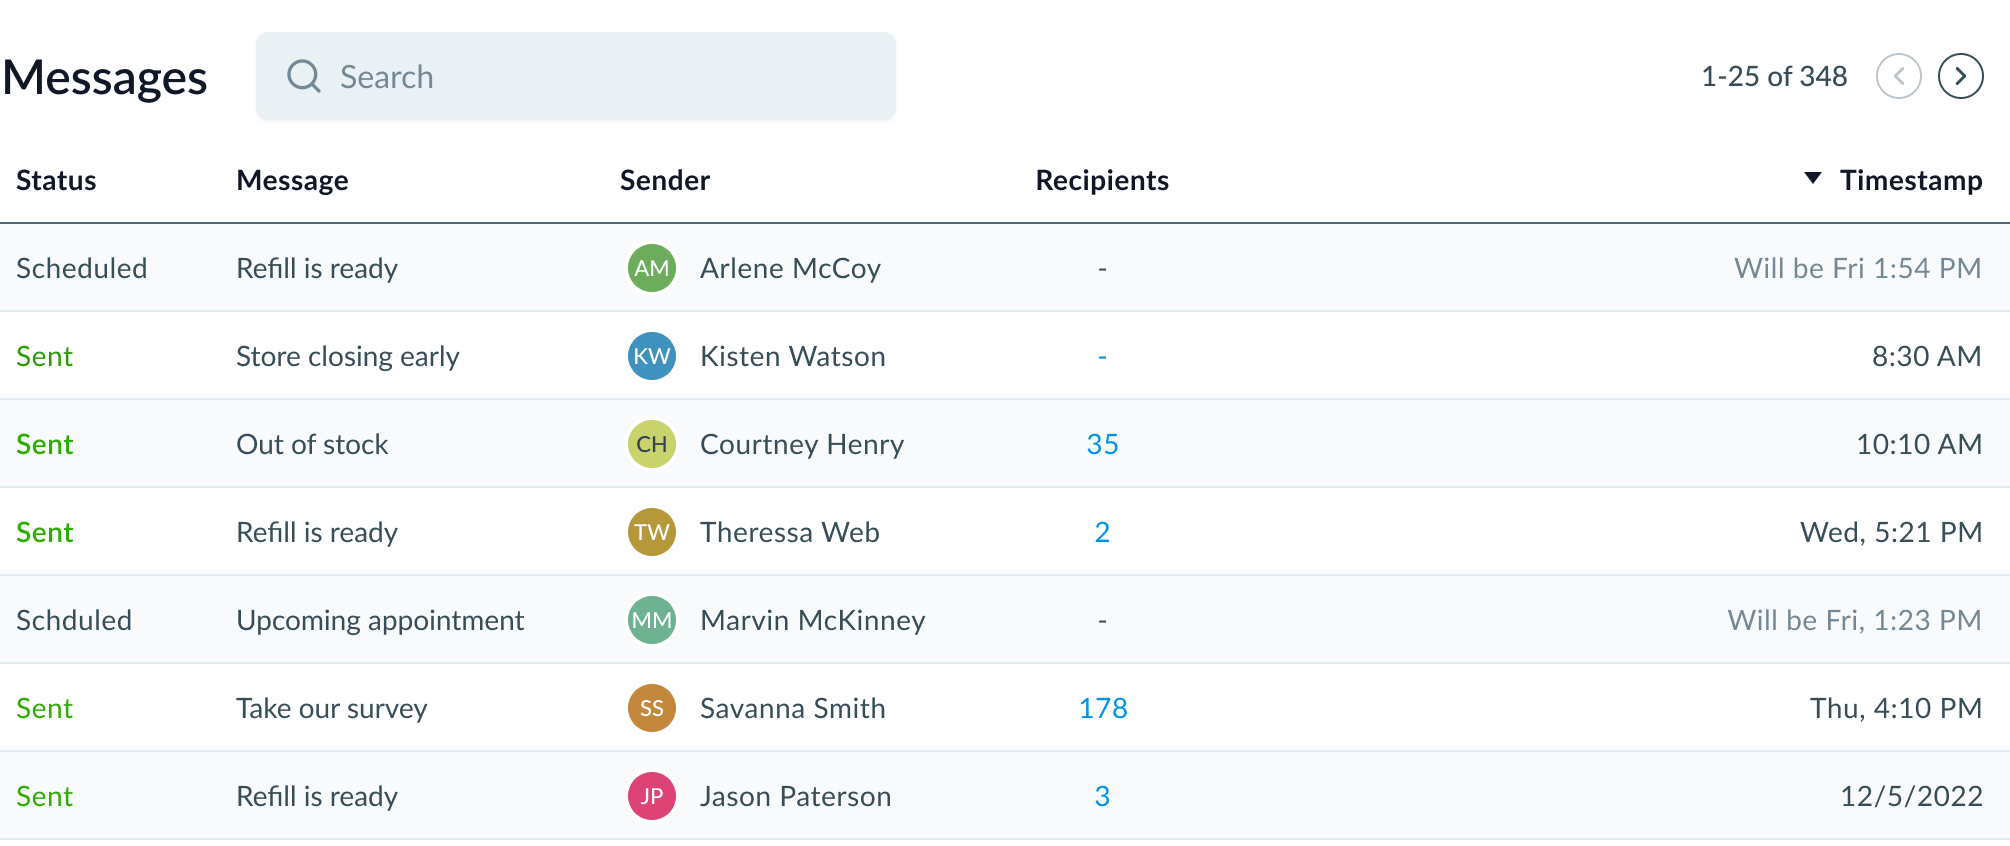 Messages Search 1-25 of 348
Status Message Sender Recipients Timestamp
Scheduled Refill is ready AM Arlene McCoy - Will be Fri 1:54 PM
Sent Store closing early KW Kisten Watson - 8:30 AM
Sent Out of stock CH Courtney Henry 35 10:10 AM
Sent Refill is ready TW Theressa Web 2 Wed, 5:21 PM
Schduled Upcoming appointment MM Marvin McKinney - Will be Fri, 1:23 PM
Sent Take our survey SS Savanna Smith 178 Thu, 4:10 PM
Sent Refill is ready JP Jason Paterson 3 12/5/2022